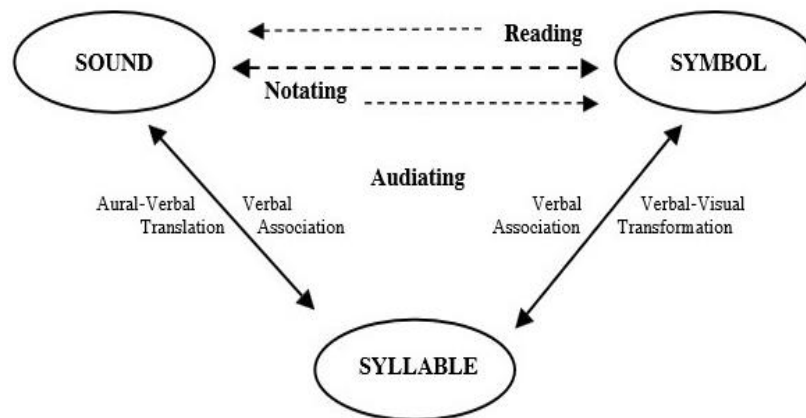 Reading
SOUND
SYMBOL
Notating
Audiating
Aural-Verbal
Translation
Verbal
Association
Verbal
Association
Verbal-Visual
Transformation
SYLLABLE